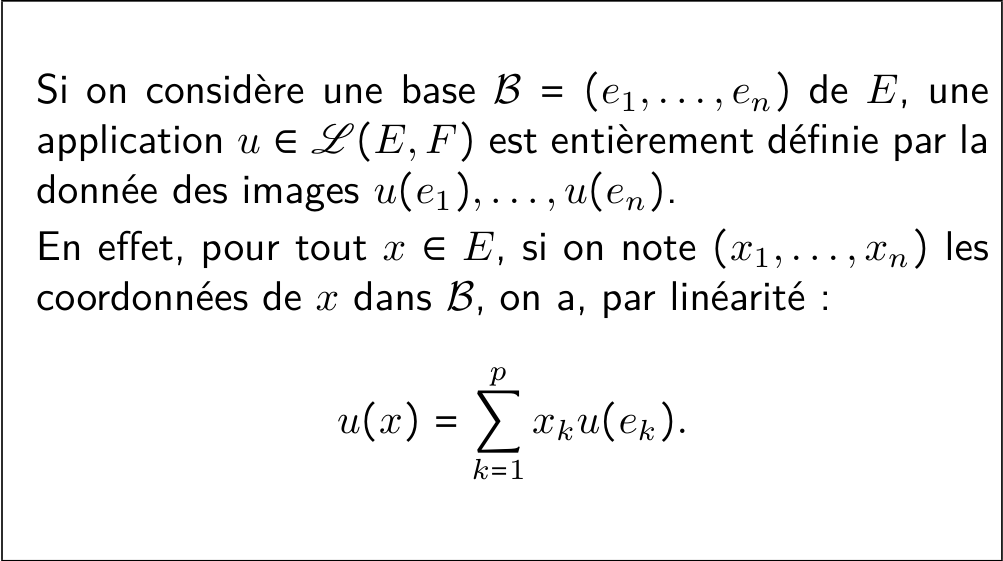 Si on considère une base $\mathcal{B} = (e_1, \ldots, e_n)$ de $E$, une
application $u \in \mathscr{L}(E, F)$ est entièrement définie par la
donnée des images $u(e_1), \ldots, u(e_n)$.
En effet, pour tout $x \in E$, si on note $(x_1, \ldots, x_n)$ les
coordonnées de $x$ dans $\mathcal{B}$, on a, par linéarité :
$u(x) = \sum_{k=1}^{p} x_k u(e_k).$